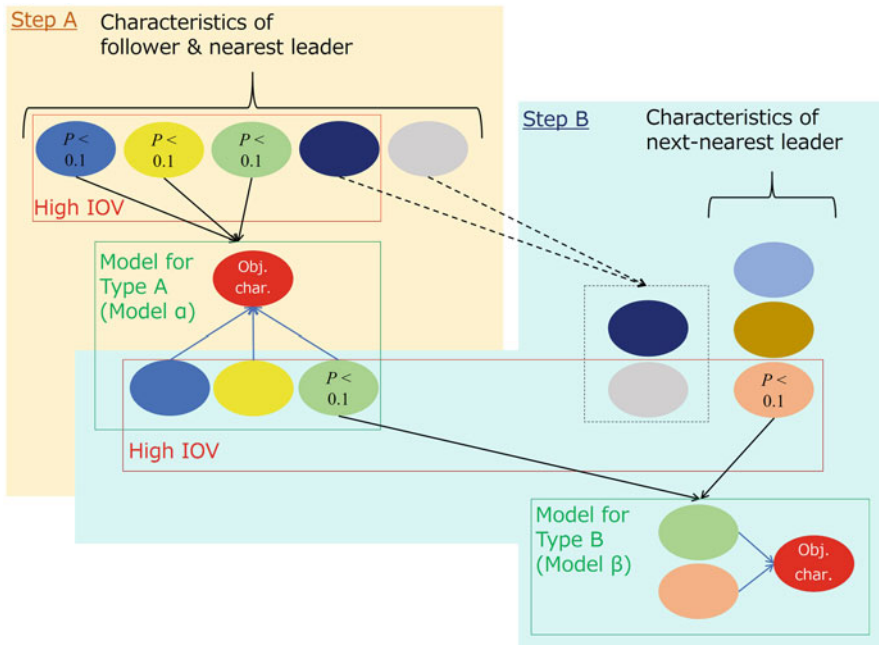 Step A
Characteristics of
follower & nearest leader
P <
0.1
P <
0.1
P <
0.1
High IOV
Step B
Characteristics of
next-nearest leader
Model for
Type A
(Model α)
Obj.
char.
P <
0.1
P <
0.1
High IOV
Model for
Type B
(Model β)
Obj.
char.